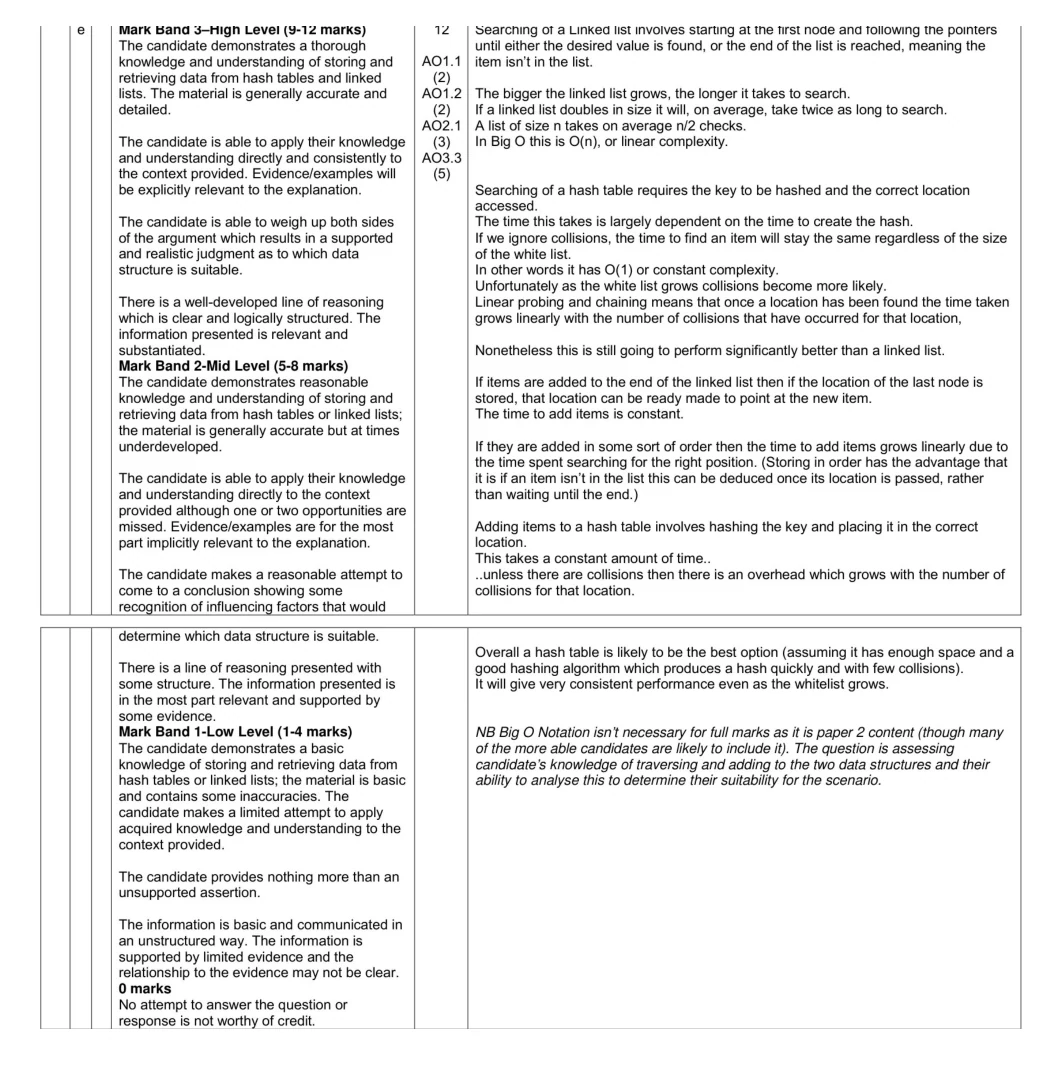 e
Mark Band 3–High Level (9-12 marks)
The candidate demonstrates a thorough
knowledge and understanding of storing and
retrieving data from hash tables and linked
lists. The material is generally accurate and
detailed.
The candidate is able to apply their knowledge
and understanding directly and consistently to
the context provided. Evidence/examples will
be explicitly relevant to the explanation.
The candidate is able to weigh up both sides
of the argument which results in a supported
and realistic judgment as to which data
structure is suitable.
There is a well-developed line of reasoning
which is clear and logically structured. The
information presented is relevant and
substantiated.
Mark Band 2-Mid Level (5-8 marks)
The candidate demonstrates reasonable
knowledge and understanding of storing and
retrieving data from hash tables or linked lists;
the material is generally accurate but at times
underdeveloped.
The candidate is able to apply their knowledge
and understanding directly to the context
provided although one or two opportunities are
missed. Evidence/examples are for the most
part implicitly relevant to the explanation.
The candidate makes a reasonable attempt to
come to a conclusion showing some
recognition of influencing factors that would
12
AO1.1
(2)
AO1.2
(2)
AO2.1
(3)
AO3.3
(5)
Searching of a Linked list involves starting at the first node and following the pointers
until either the desired value is found, or the end of the list is reached, meaning the
item isn’t in the list.
The bigger the linked list grows, the longer it takes to search.
If a linked list doubles in size it will, on average, take twice as long to search.
A list of size n takes on average n/2 checks.
In Big O this is O(n), or linear complexity.
Searching of a hash table requires the key to be hashed and the correct location
accessed.
The time this takes is largely dependent on the time to create the hash.
If we ignore collisions, the time to find an item will stay the same regardless of the size
of the white list.
In other words it has O(1) or constant complexity.
Unfortunately as the white list grows collisions become more likely.
Linear probing and chaining means that once a location has been found the time taken
grows linearly with the number of collisions that have occurred for that location,
Nonetheless this is still going to perform significantly better than a linked list.
If items are added to the end of the linked list then if the location of the last node is
stored, that location can be ready made to point at the new item.
The time to add items is constant.
If they are added in some sort of order then the time to add items grows linearly due to
the time spent searching for the right position. (Storing in order has the advantage that
it is if an item isn’t in the list this can be deduced once its location is passed, rather
than waiting until the end.)
Adding items to a hash table involves hashing the key and placing it in the correct
location.
This takes a constant amount of time..
..unless there are collisions then there is an overhead which grows with the number of
collisions for that location.
determine which data structure is suitable.
There is a line of reasoning presented with
some structure. The information presented is
in the most part relevant and supported by
some evidence.
Mark Band 1-Low Level (1-4 marks)
The candidate demonstrates a basic
knowledge of storing and retrieving data from
hash tables or linked lists; the material is basic
and contains some inaccuracies. The
candidate makes a limited attempt to apply
acquired knowledge and understanding to the
context provided.
The candidate provides nothing more than an
unsupported assertion.
The information is basic and communicated in
an unstructured way. The information is
supported by limited evidence and the
relationship to the evidence may not be clear.
0 marks
No attempt to answer the question or
response is not worthy of credit.
Overall a hash table is likely to be the best option (assuming it has enough space and a
good hashing algorithm which produces a hash quickly and with few collisions).
It will give very consistent performance even as the whitelist grows.
NB Big O Notation isn’t necessary for full marks as it is paper 2 content (though many
of the more able candidates are likely to include it). The question is assessing
candidate’s knowledge of traversing and adding to the two data structures and their
ability to analyse this to determine their suitability for the scenario.